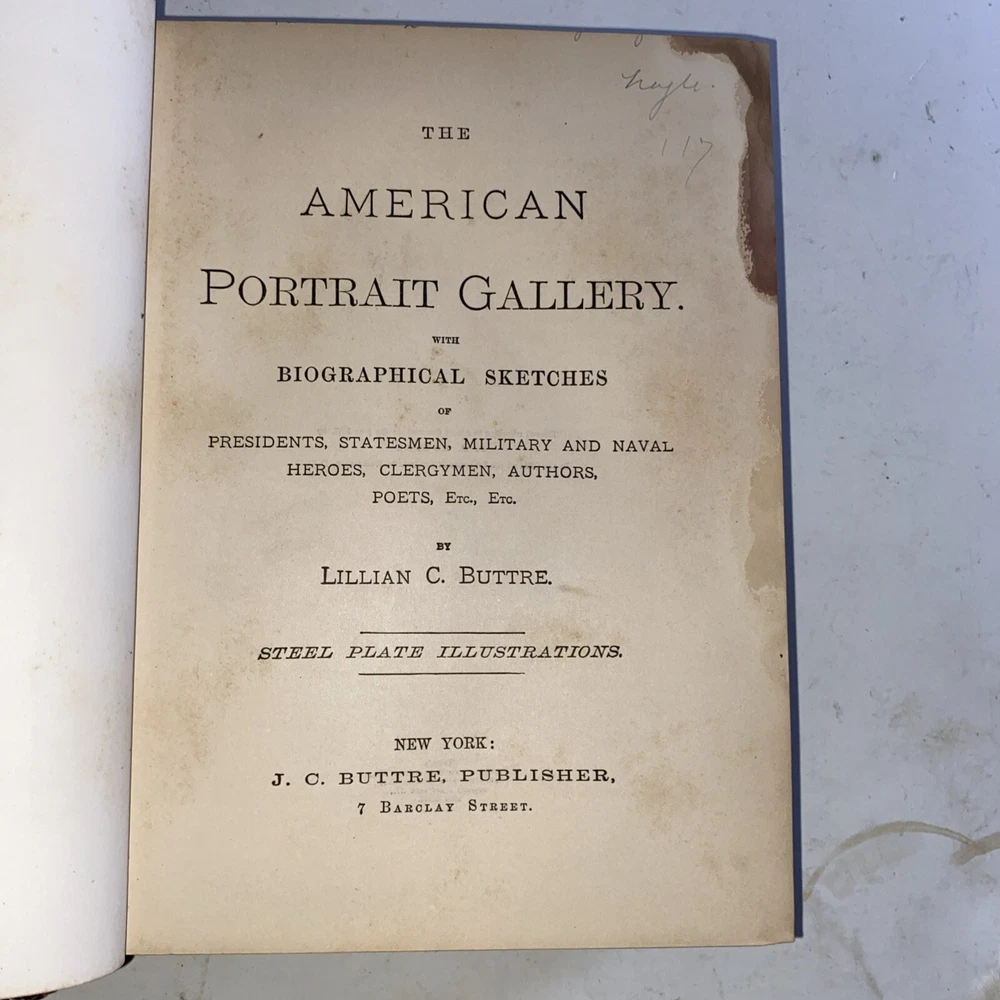 117
THE
AMERICAN
PORTRAIT GALLERY.
WITH
BIOGRAPHICAL SKETCHES
OF
PRESIDENTS, STATESMEN, MILITARY AND NAVAL
HEROES, CLERGYMEN, AUTHORS,
POETS, ETC., ETC.
BY
LILLIAN C. BUTTRE.
STEEL PLATE ILLUSTRATIONS.
NEW YORK:
J. C. BUTTRE, PUBLISHER,
7 BARCLAY STREET.